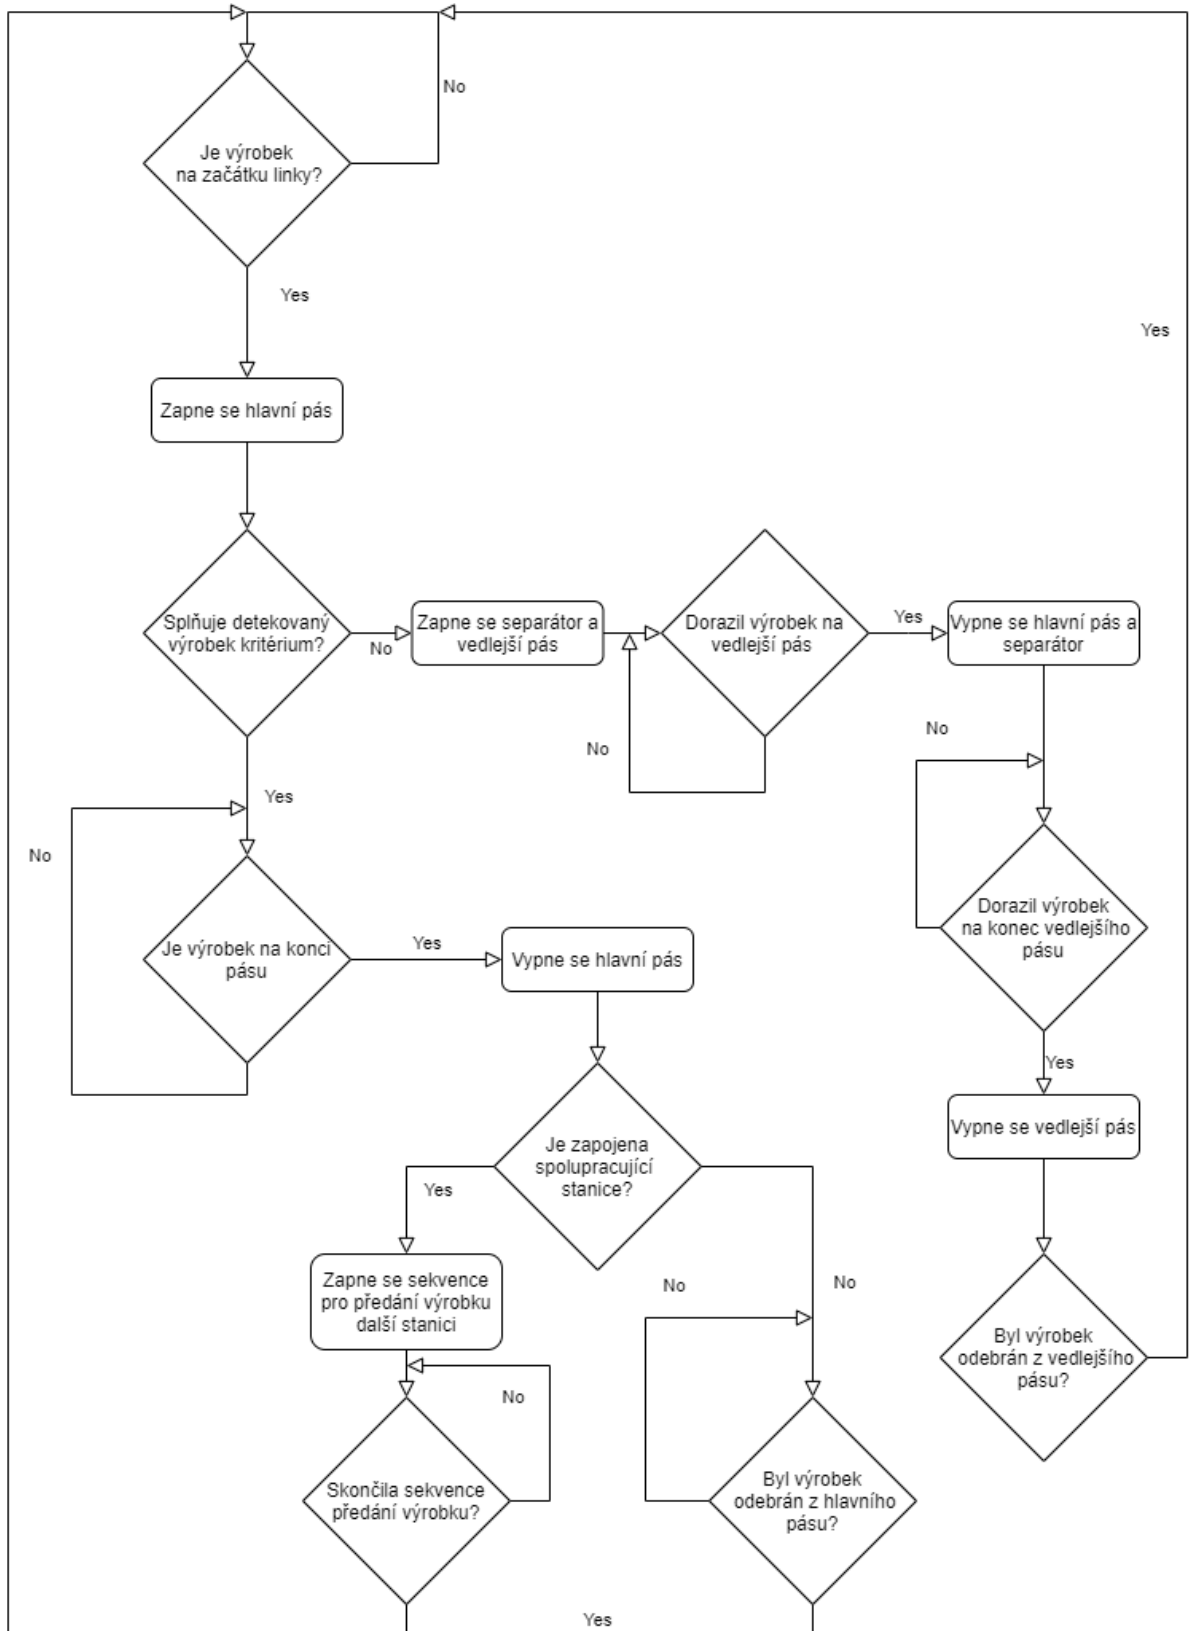 No
Je výrobek
na začátku linky?
Yes
Yes
Zapne se hlavní pás
Splňuje detekovaný
výrobek kritérium?
No
Zapne se separátor a
vedlejší pás
Dorazil výrobek na
vedlejší pás
Yes
Vypne se hlavní pás a
separátor
No
No
Yes
No
Je výrobek na konci
pásu
Yes
Vypne se hlavní pás
Dorazil výrobek
na konec vedlejšího
pásu
Yes
Vypne se vedlejší pás
Je zapojena
spolupracující
stanice?
Yes
No
Zapne se sekvence
pro předání výrobku
další stanici
No
No
Byl výrobek
odebrán z vedlejšího
pásu?
Skončila sekvence
předání výrobku?
Byl výrobek
odebrán z hlavního
pásu?
Yes